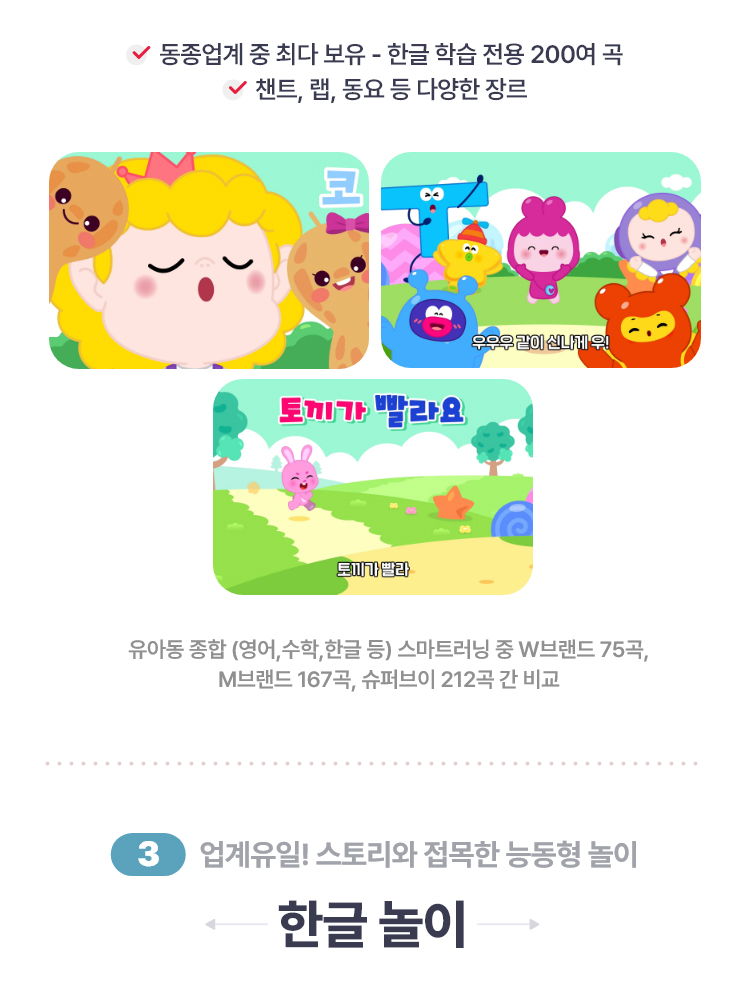 동종업계 중 최다 보유 - 한글 학습 전용 200여 곡
챈트, 랩, 동요 등 다양한 장르
코
우우우 같이 신나게 우!
토끼가 빨라요
토끼가 빨라
유아동 종합 (영어,수학,한글 등) 스마트러닝 중 W브랜드 75곡,
M브랜드 167곡, 슈퍼브이 212곡 간 비교
3 업계유일! 스토리와 접목한 능동형 놀이
한글 놀이